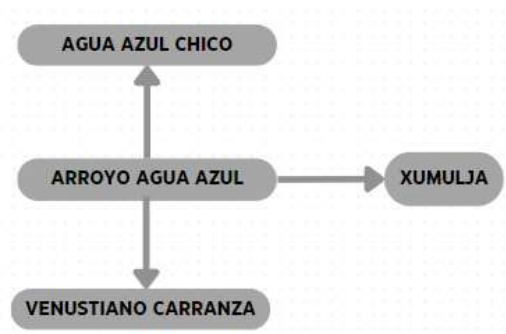 AGUA AZUL CHICO
ARROYO AGUA AZUL
XUMULJA
VENUSTIANO CARRANZA